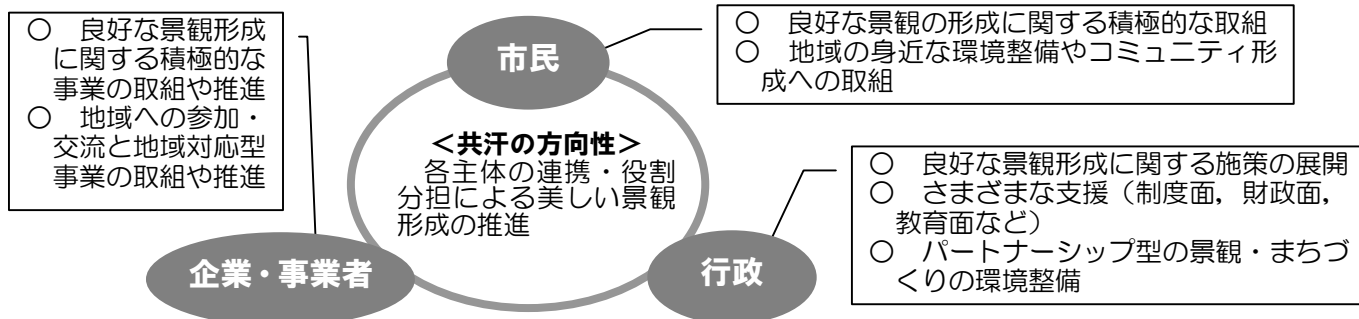 ○ 良好な景観形成
に関する積極的な
事業の取組や推進
○ 地域への参加・
交流と地域対応型
事業の取組や推進
市民
○ 良好な景観の形成に関する積極的な取組
○ 地域の身近な環境整備やコミュニティ形
成への取組
<共汗の方向性>
各主体の連携・役割
分担による美しい景観
形成の推進
○ 良好な景観形成に関する施策の展開
○ さまざまな支援（制度面，財政面，
教育面など）
○ パートナーシップ型の景観・まちづ
くりの環境整備
企業・事業者
行政